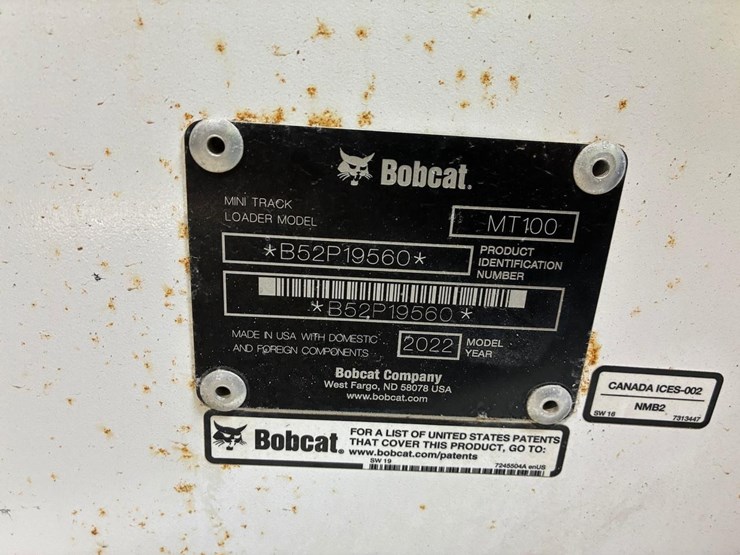 Bobcat.
MINI TRACK
LOADER MODEL
MT100
*B52P19560*
PRODUCT
IDENTIFICATION
NUMBER
*B52P19560*
MADE IN USA WITH DOMESTIC
AND FOREIGN COMPONENTS
2022
MODEL
YEAR
Bobcat Company
West Fargo, ND 58078 USA
www.bobcat.com
CANADA ICES-002
NMB2
SW 16
7313447
Bobcat.
FOR A LIST OF UNITED STATES PATENTS
THAT COVER THIS PRODUCT, GO TO:
www.bobcat.com/patents
SW 19
7245504A enUS